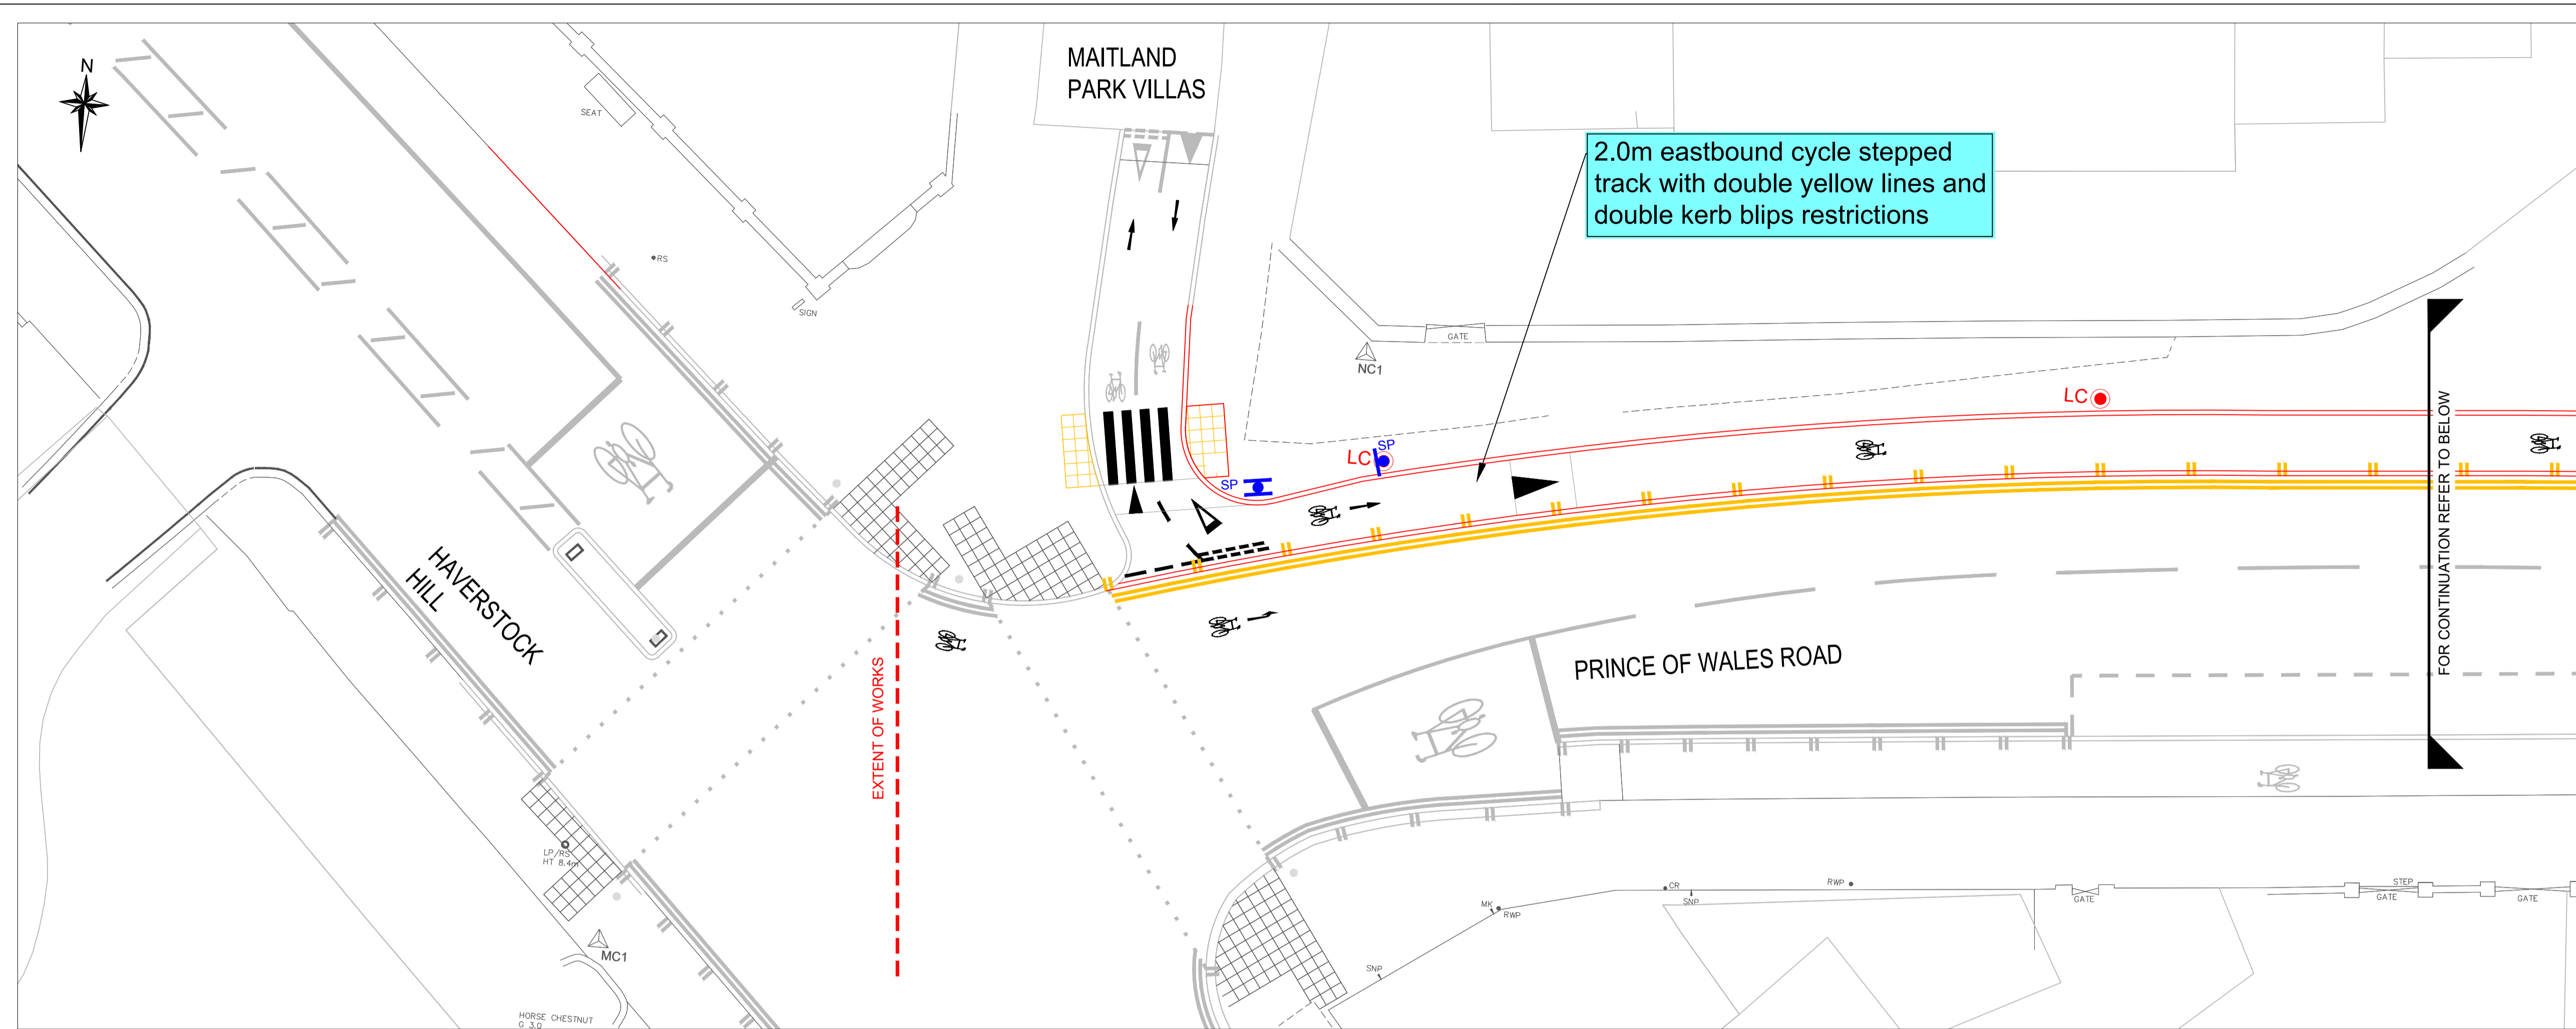 N
SEAT
MAITLAND
PARK VILLAS
2.0m eastbound cycle stepped
track with double yellow lines and
double kerb blips restrictions
RS
SIGN
GATE
NC1
LC
SP
LC
SP
FOR CONTINUATION REFER TO BELOW
HAVERSTOCK
HILL
EXTENT OF WORKS
PRINCE OF WALES ROAD
LP/RS
HT 8.4m
MC1
HORSE CHESTNUT
G 3.0
MK
RWP
SNP
CR
SNP
RWP
GATE
STEP
GATE
GATE